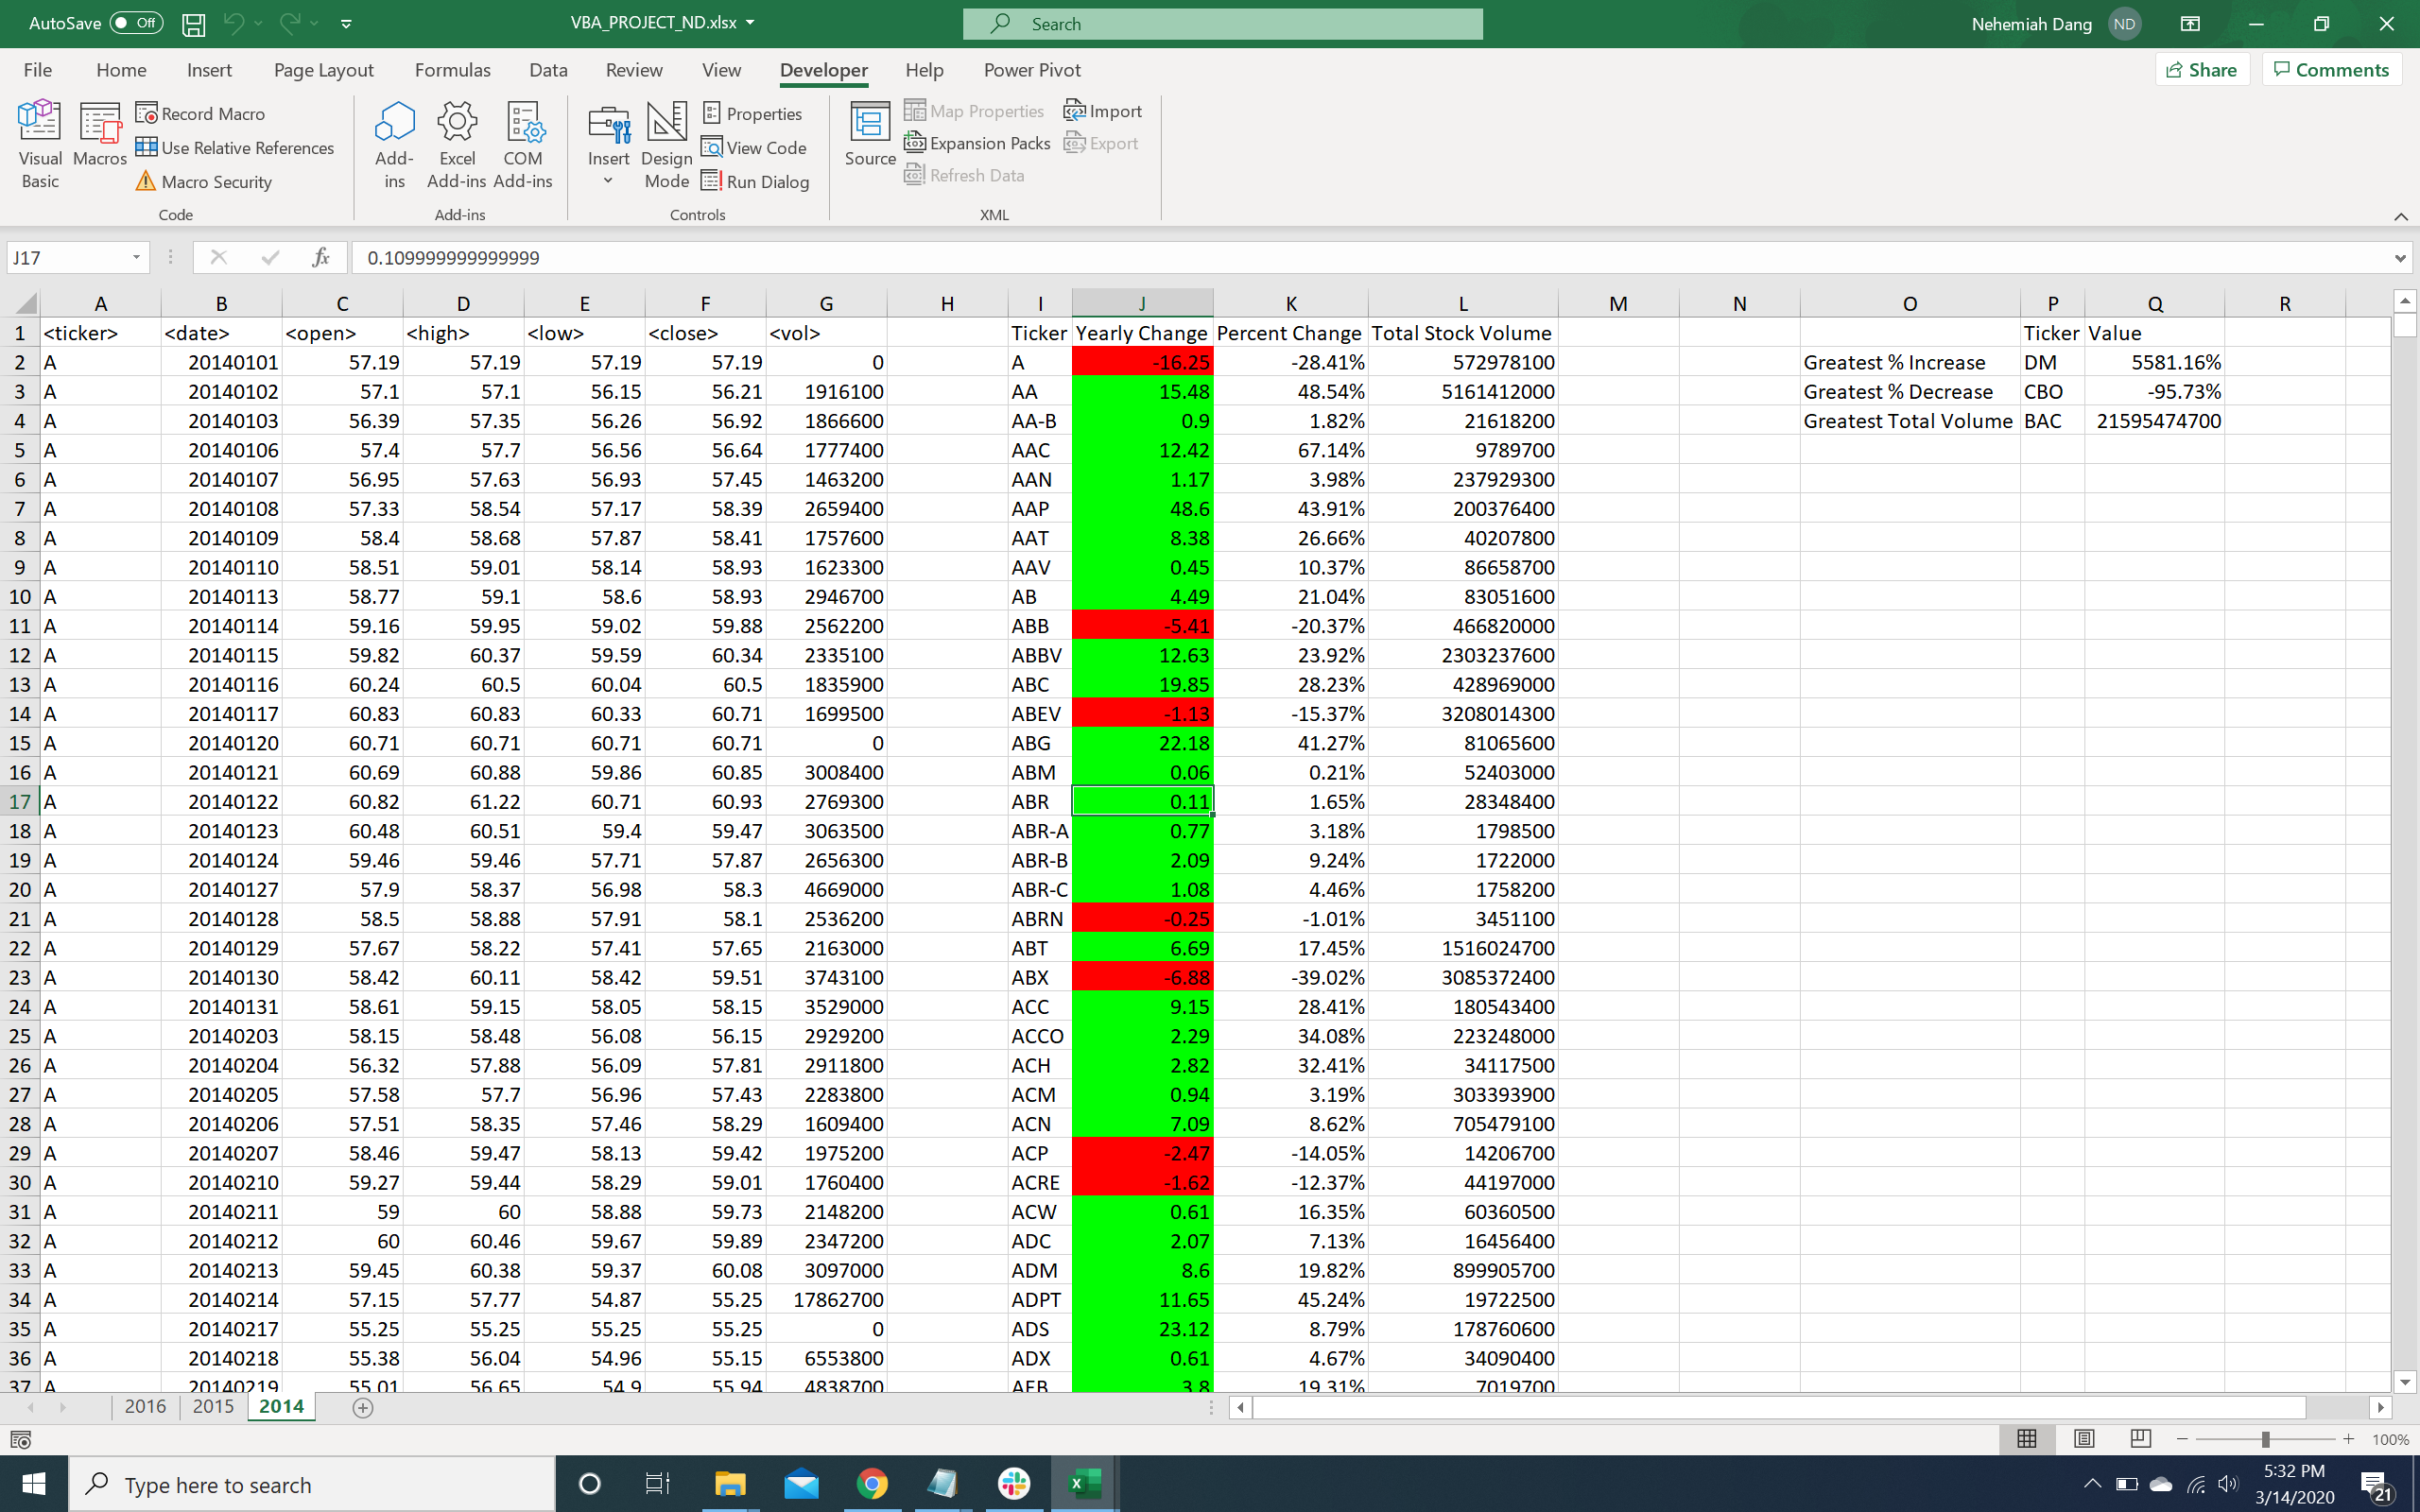 AutoSave Off VBA_PROJECT_ND.xlsx Search Nehemiah Dang ND
File Home Insert Page Layout Formulas Data Review View Developer Help Power Pivot Share Comments
Visual Basic Macros Record Macro Use Relative References Macro Security Add-ins Excel Add-ins COM Add-ins Insert Design Mode Properties View Code Run Dialog Source Map Properties Expansion Packs Refresh Data Import Export
Code Add-ins Controls XML
J17 fx 0.109999999999999
A B C D E F G H I J K L M N O P Q R
1 <ticker> <date> <open> <high> <low> <close> <vol> Ticker Yearly Change Percent Change Total Stock Volume Ticker Value
2 A 20140101 57.19 57.19 57.19 57.19 0 A -16.25 -28.41% 572978100 Greatest % Increase DM 5581.16%
3 A 20140102 57.1 57.1 56.15 56.21 1916100 AA 15.48 48.54% 5161412000 Greatest % Decrease CBO -95.73%
4 A 20140103 56.39 57.35 56.26 56.92 1866600 AA-B 0.9 1.82% 21618200 Greatest Total Volume BAC 21595474700
5 A 20140106 57.4 57.7 56.56 56.64 1777400 AAC 12.42 67.14% 9789700
6 A 20140107 56.95 57.63 56.93 57.45 1463200 AAN 1.17 3.98% 237929300
7 A 20140108 57.33 58.54 57.17 58.39 2659400 AAP 48.6 43.91% 200376400
8 A 20140109 58.4 58.68 57.87 58.41 1757600 AAT 8.38 26.66% 40207800
9 A 20140110 58.51 59.01 58.14 58.93 1623300 AAV 0.45 10.37% 86658700
10 A 20140113 58.77 59.1 58.6 58.93 2946700 AB 4.49 21.04% 83051600
11 A 20140114 59.16 59.95 59.02 59.88 2562200 ABB -5.41 -20.37% 466820000
12 A 20140115 59.82 60.37 59.59 60.34 2335100 ABBV 12.63 23.92% 2303237600
13 A 20140116 60.24 60.5 60.04 60.5 1835900 ABC 19.85 28.23% 428969000
14 A 20140117 60.83 60.83 60.33 60.71 1699500 ABEV -1.13 -15.37% 3208014300
15 A 20140120 60.71 60.71 60.71 60.71 0 ABG 22.18 41.27% 81065600
16 A 20140121 60.69 60.88 59.86 60.85 3008400 ABM 0.06 0.21% 52403000
17 A 20140122 60.82 61.22 60.71 60.93 2769300 ABR 0.11 1.65% 28348400
18 A 20140123 60.48 60.51 59.4 59.47 3063500 ABR-A 0.77 3.18% 1798500
19 A 20140124 59.46 59.46 57.71 57.87 2656300 ABR-B 2.09 9.24% 1722000
20 A 20140127 57.9 58.37 56.98 58.3 4669000 ABR-C 1.08 4.46% 1758200
21 A 20140128 58.5 58.88 57.91 58.1 2536200 ABRN -0.25 -1.01% 3451100
22 A 20140129 57.67 58.22 57.41 57.65 2163000 ABT 6.69 17.45% 1516024700
23 A 20140130 58.42 60.11 58.42 59.51 3743100 ABX -6.88 -39.02% 3085372400
24 A 20140131 58.61 59.15 58.05 58.15 3529000 ACC 9.15 28.41% 180543400
25 A 20140203 58.15 58.48 56.08 56.15 2929200 ACCO 2.29 34.08% 223248000
26 A 20140204 56.32 57.88 56.09 57.81 2911800 ACH 2.82 32.41% 34117500
27 A 20140205 57.58 57.7 56.96 57.43 2283800 ACM 0.94 3.19% 303393900
28 A 20140206 57.51 58.35 57.46 58.29 1609400 ACN 7.09 8.62% 705479100
29 A 20140207 58.46 59.47 58.13 59.42 1975200 ACP -2.47 -14.05% 14206700
30 A 20140210 59.27 59.44 58.29 59.01 1760400 ACRE -1.62 -12.37% 44197000
31 A 20140211 59 60 58.88 59.73 2148200 ACW 0.61 16.35% 60360500
32 A 20140212 60 60.46 59.67 59.89 2347200 ADC 2.07 7.13% 16456400
33 A 20140213 59.45 60.38 59.37 60.08 3097000 ADM 8.6 19.82% 899905700
34 A 20140214 57.15 57.77 54.87 55.25 17862700 ADPT 11.65 45.24% 19722500
35 A 20140217 55.25 55.25 55.25 55.25 0 ADS 23.12 8.79% 178760600
36 A 20140218 55.38 56.04 54.96 55.15 6553800 ADX 0.61 4.67% 34090400
37 A 20140219 55.01 56.65 54.9 55.94 4838700 AEB 3.8 19.31% 7019700
2016 2015 2014
100%
Type here to search 5:32 PM
3/14/2020 21